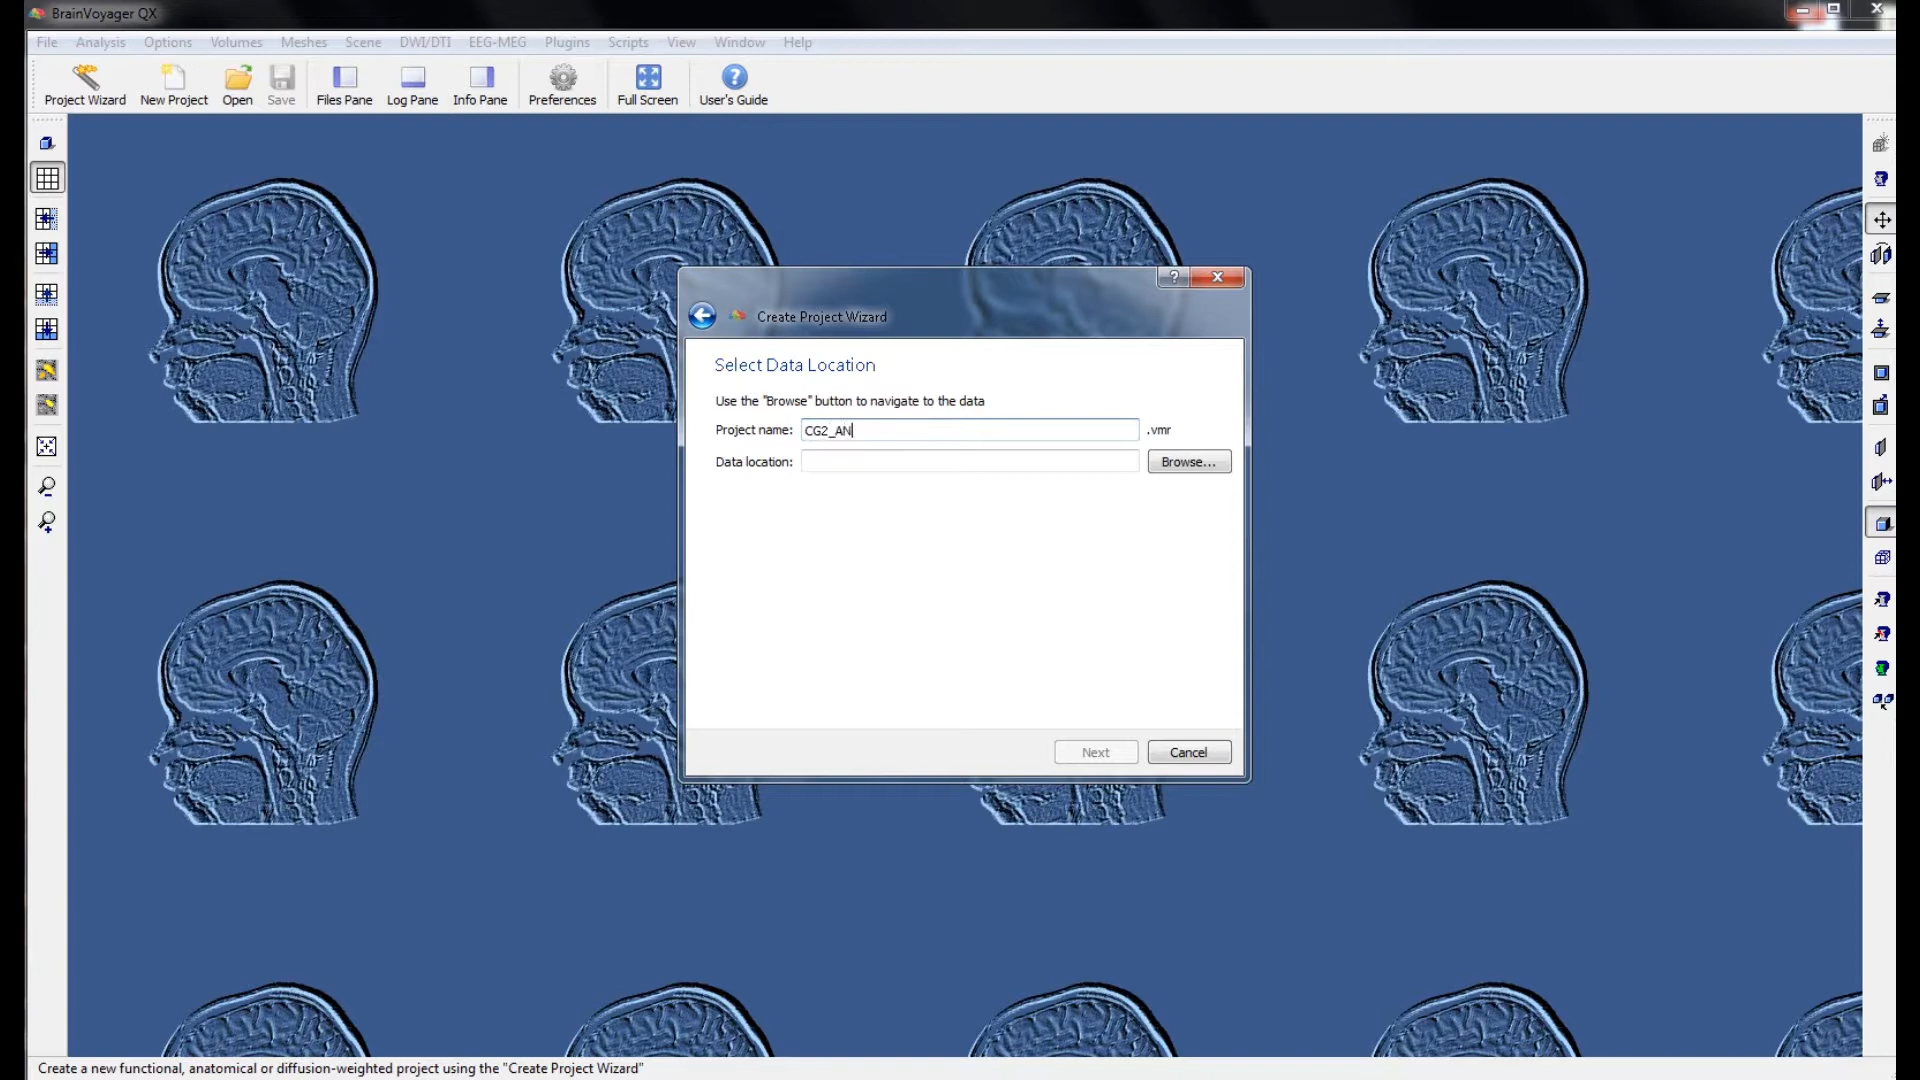 BrainVoyager QX
File Analysis Options Volumes Meshes Scene DWI/DTI EEG-MEG Plugins Scripts View Window Help
Project Wizard New Project Open Save Files Pane Log Pane Info Pane Preferences Full Screen User's Guide
Create Project Wizard
Select Data Location
Use the "Browse" button to navigate to the data
Project name: CG2_AN .vmr
Data location: Browse...
Next Cancel
Create a new functional, anatomical or diffusion-weighted project using the "Create Project Wizard"